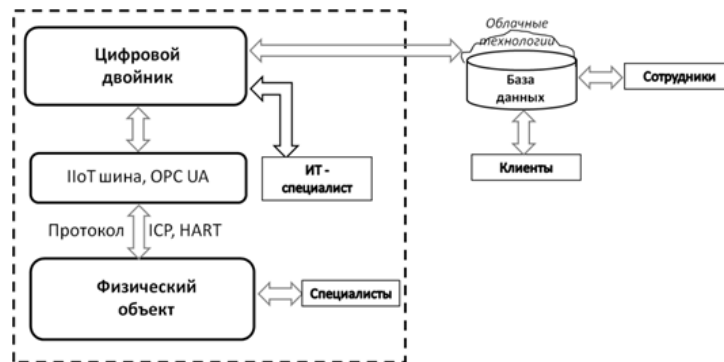 Цифровой
двойник
Облачные
технологии
База
данных
Сотрудники
IIoT шина, OPC UA
ИТ -
специалист
Клиенты
Протокол ICP, HART
Физический
объект
Специалисты